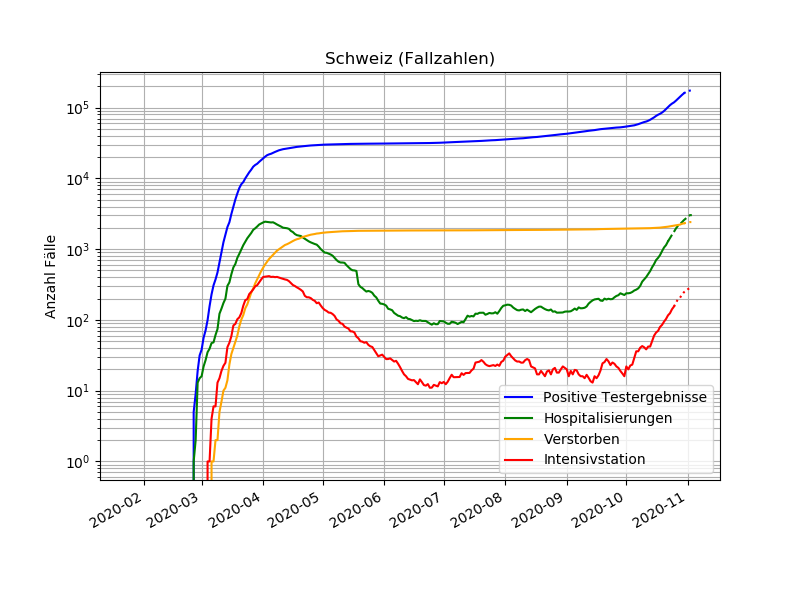 Schweiz (Fallzahlen)
Anzahl Fälle
10⁵
10⁴
10³
10²
10¹
10⁰
Positive Testergebnisse
Hospitalisierungen
Verstorben
Intensivstation
2020-02
2020-03
2020-04
2020-05
2020-06
2020-07
2020-08
2020-09
2020-10
2020-11